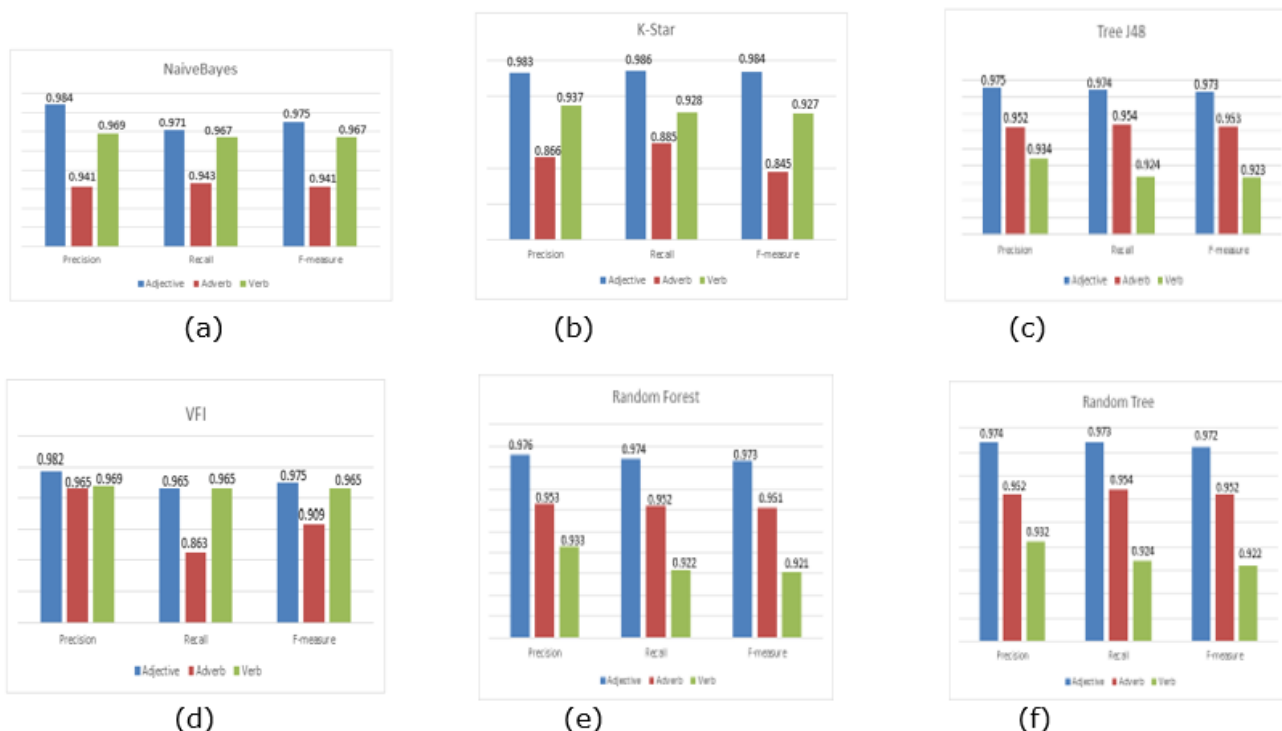 NaiveBayes
0.984
0.969
0.941
0.971
0.967
0.943
0.975
0.967
0.941
Precision Recall F-measure
Adjective Adverb Verb
(a)
K-Star
0.983
0.937
0.866
0.986
0.928
0.885
0.984
0.927
0.845
Precision Recall F-measure
Adjective Adverb Verb
(b)
Tree J48
0.975
0.952
0.934
0.974
0.954
0.924
0.973
0.953
0.923
Precision Recall F-measure
Adjective Adverb Verb
(c)
VFI
0.982
0.965
0.969
0.965
0.863
0.965
0.975
0.909
0.965
Precision Recall F-measure
Adjective Adverb Verb
(d)
Random Forest
0.976
0.953
0.933
0.974
0.952
0.922
0.973
0.951
0.921
Precision Recall F-measure
Adjective Adverb Verb
(e)
Random Tree
0.974
0.952
0.932
0.973
0.954
0.924
0.972
0.952
0.922
Precision Recall F-measure
Adjective Adverb Verb
(f)